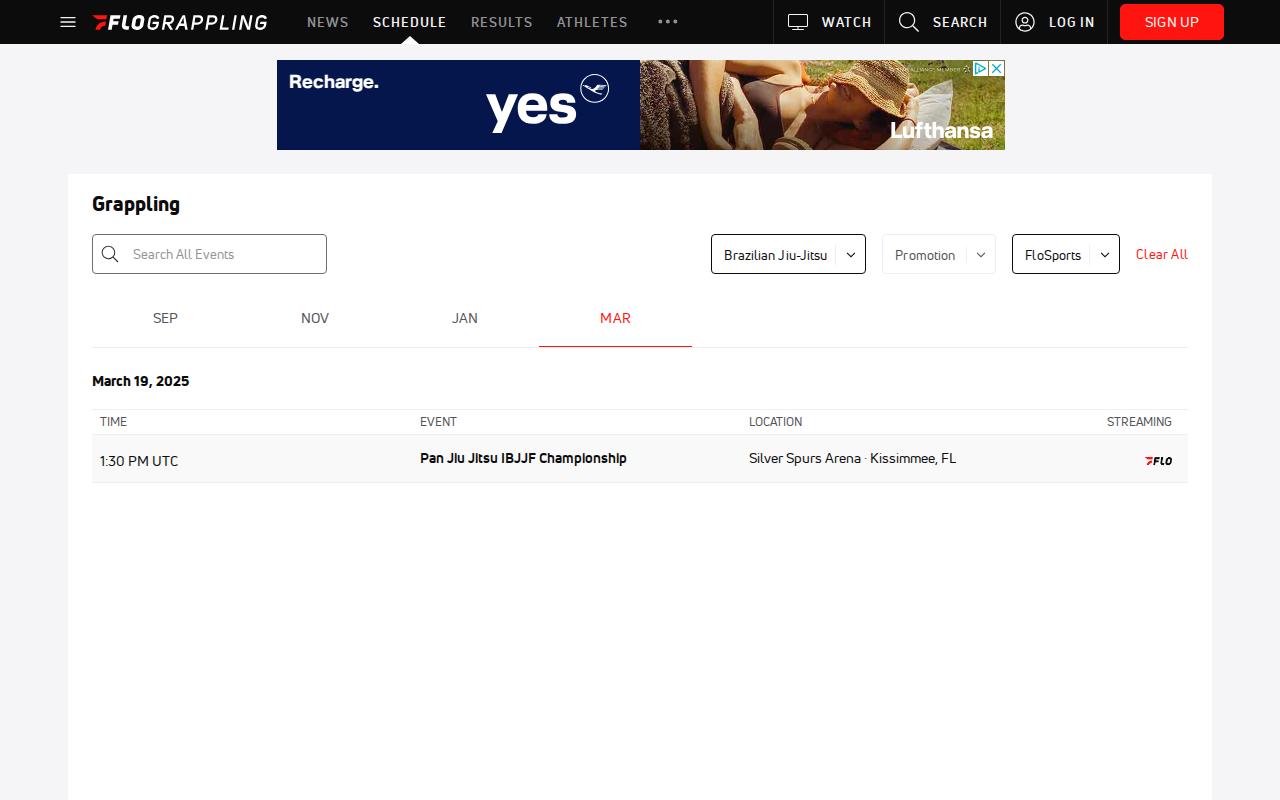 FLOGRAPPLING NEWS SCHEDULE RESULTS ATHLETES WATCH SEARCH LOG IN SIGN UP
Recharge.
yes
Lufthansa
Grappling
Search All Events
Brazilian Jiu-Jitsu Promotion FloSports Clear All
SEP NOV JAN MAR
March 19, 2025
TIME EVENT LOCATION STREAMING
1:30 PM UTC Pan Jiu Jitsu IBJJF Championship Silver Spurs Arena · Kissimmee, FL FLO